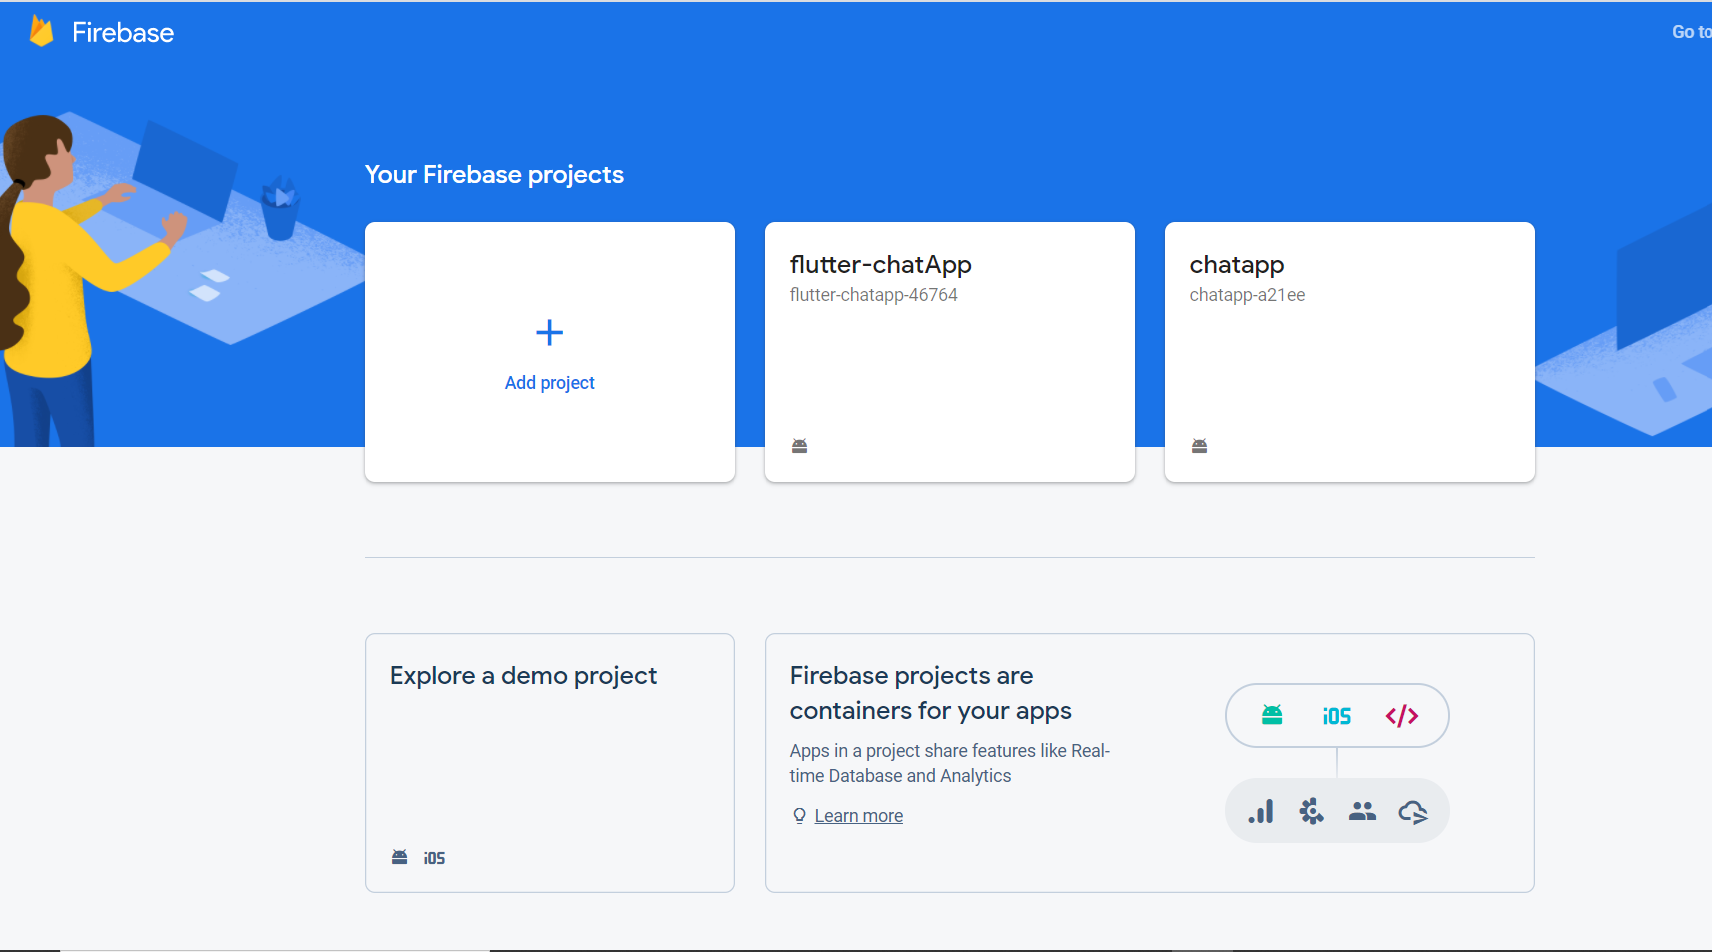 Firebase
Go to
Your Firebase projects
Add project
flutter-chatApp
flutter-chatapp-46764
chatapp
chatapp-a21ee
Explore a demo project
iOS
Firebase projects are
containers for your apps
Apps in a project share features like Real-
time Database and Analytics
Learn more
iOS